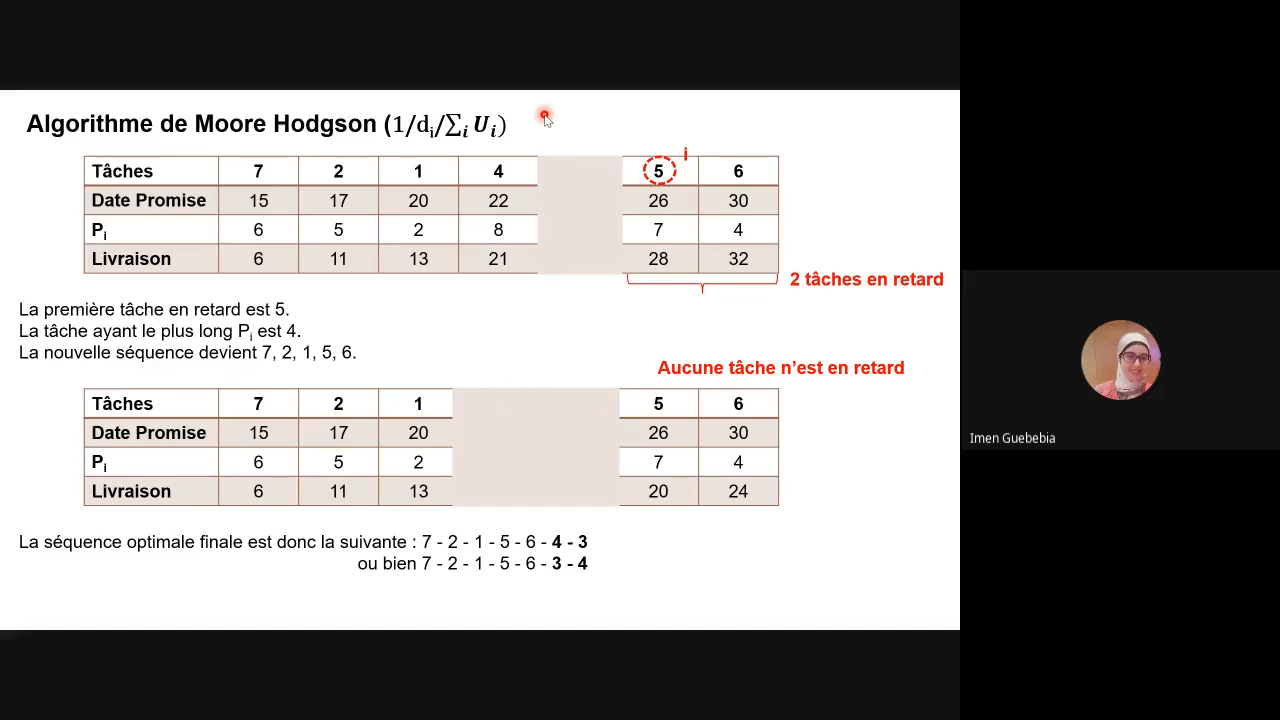 Algorithme de Moore Hodgson (1/dᵢ/∑ᵢ Uᵢ)
i
Tâches 7 2 1 4 5 6
Date Promise 15 17 20 22 26 30
Pᵢ 6 5 2 8 7 4
Livraison 6 11 13 21 28 32
2 tâches en retard
La première tâche en retard est 5.
La tâche ayant le plus long Pᵢ est 4.
La nouvelle séquence devient 7, 2, 1, 5, 6.
Aucune tâche n’est en retard
Tâches 7 2 1 5 6
Date Promise 15 17 20 26 30
Pᵢ 6 5 2 7 4
Livraison 6 11 13 20 24
La séquence optimale finale est donc la suivante : 7 - 2 - 1 - 5 - 6 - 4 - 3
ou bien 7 - 2 - 1 - 5 - 6 - 3 - 4
Imen Guebebia